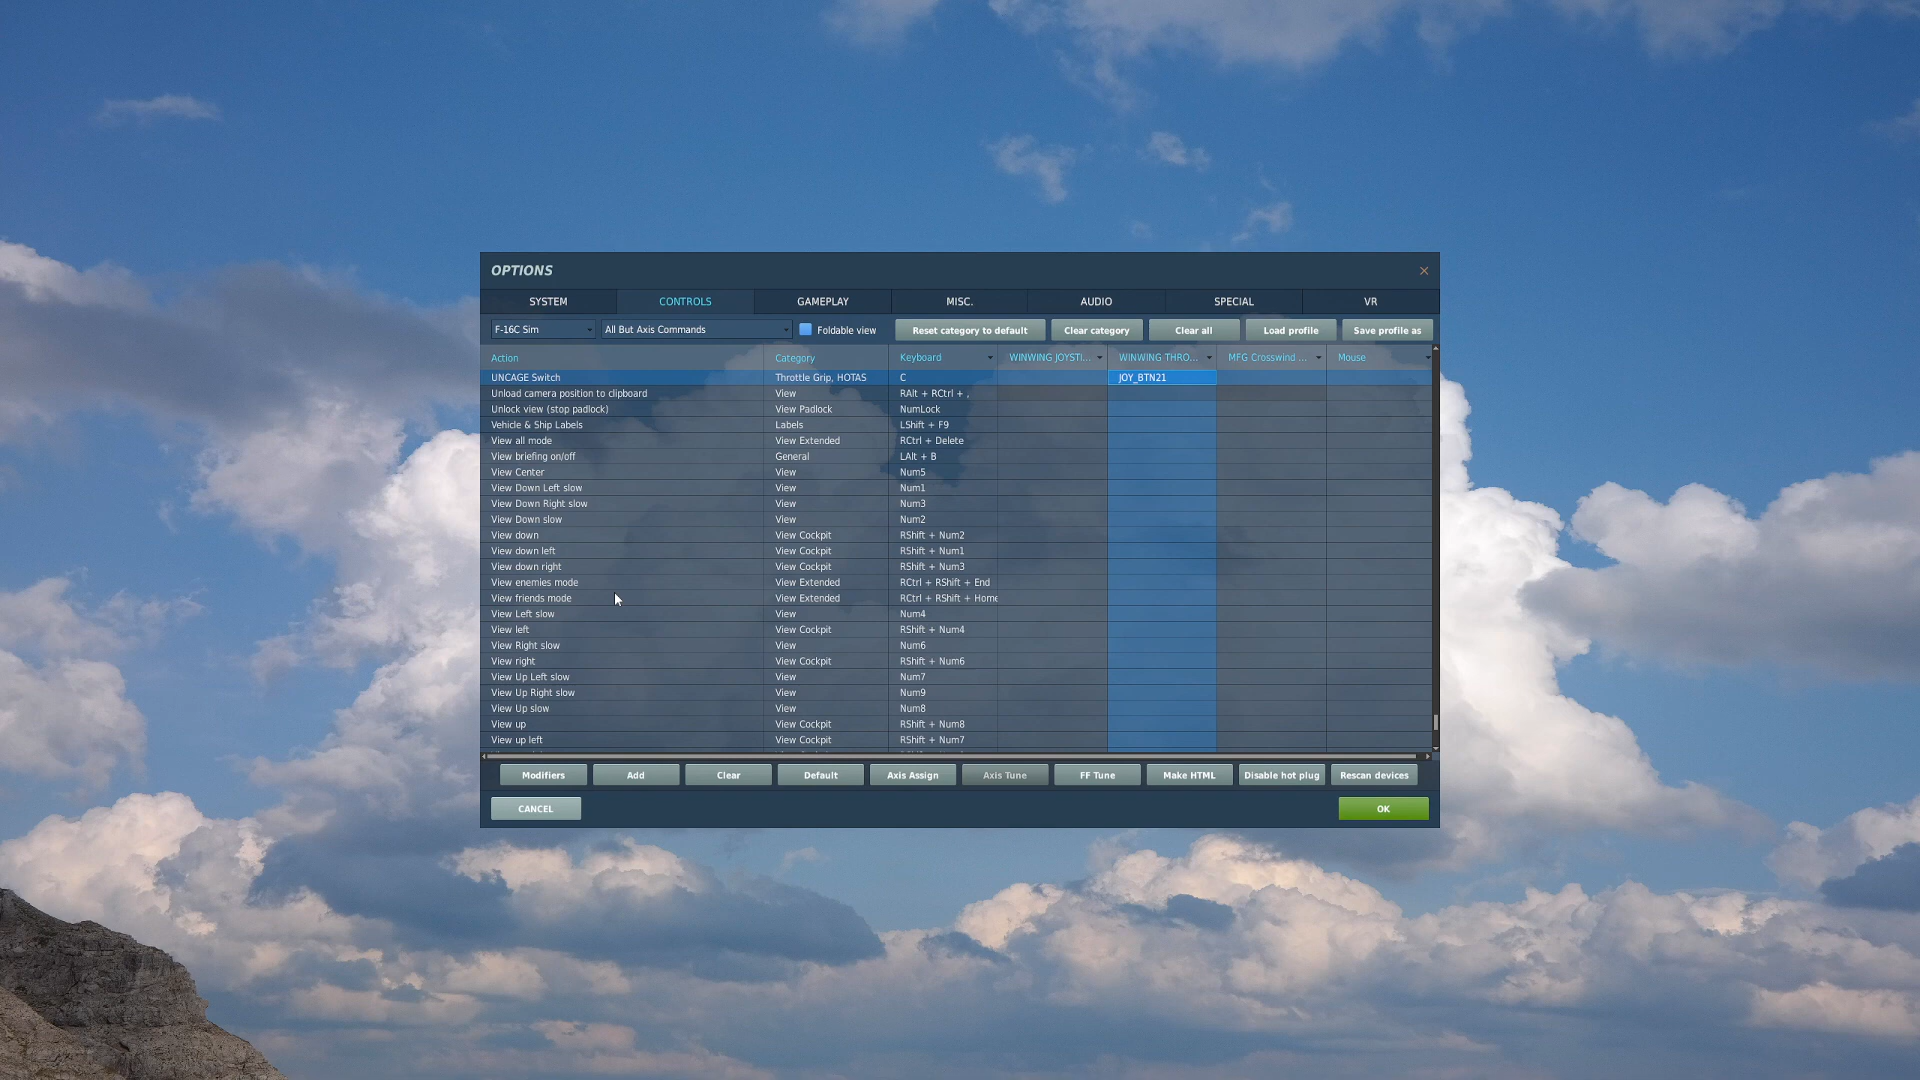 OPTIONS
SYSTEM CONTROLS GAMEPLAY MISC. AUDIO SPECIAL VR
F-16C Sim All But Axis Commands Foldable view Reset category to default Clear category Clear all Load profile Save profile as
Action Category Keyboard WINWING JOYSTI... WINWING THRO... MFG Crosswind ... Mouse
UNCAGE Switch Throttle Grip, HOTAS C JOY_BTN21
Unload camera position to clipboard View RAlt + RCtrl + ,
Unlock view (stop padlock) View Padlock NumLock
Vehicle & Ship Labels Labels LShift + F9
View all mode View Extended RCtrl + Delete
View briefing on/off General LAlt + B
View Center View Num5
View Down Left slow View Num1
View Down Right slow View Num3
View Down slow View Num2
View down View Cockpit RShift + Num2
View down left View Cockpit RShift + Num1
View down right View Cockpit RShift + Num3
View enemies mode View Extended RCtrl + RShift + End
View friends mode View Extended RCtrl + RShift + Home
View Left slow View Num4
View left View Cockpit RShift + Num4
View Right slow View Num6
View right View Cockpit RShift + Num6
View Up Left slow View Num7
View Up Right slow View Num9
View Up slow View Num8
View up View Cockpit RShift + Num8
View up left View Cockpit RShift + Num7
Modifiers Add Clear Default Axis Assign Axis Tune FF Tune Make HTML Disable hot plug Rescan devices
CANCEL OK